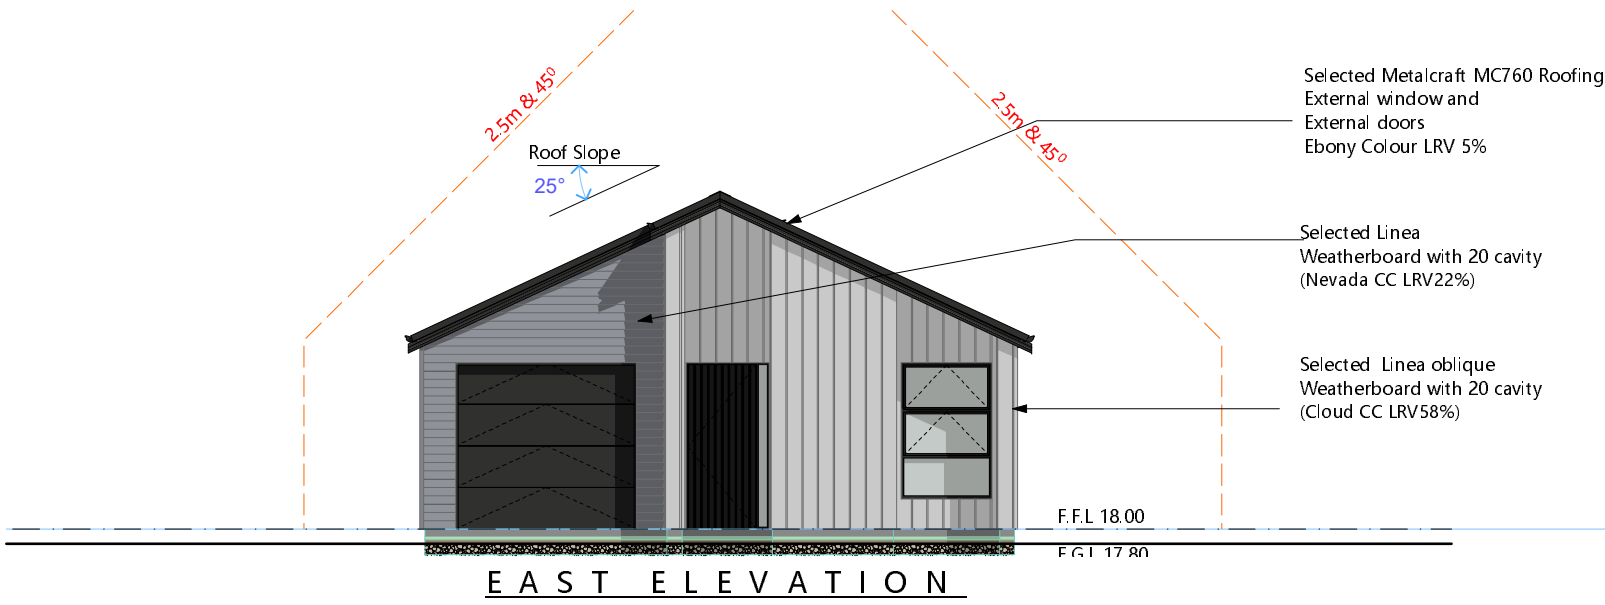 2.5m & 45⁰
2.5m & 45⁰
Roof Slope
25°
Selected Metalcraft MC760 Roofing
External window and
External doors
Ebony Colour LRV 5%
Selected Linea
Weatherboard with 20 cavity
(Nevada CC LRV22%)
Selected Linea oblique
Weatherboard with 20 cavity
(Cloud CC LRV58%)
F.F.L 18.00
F.G.L 17.80
EAST ELEVATION